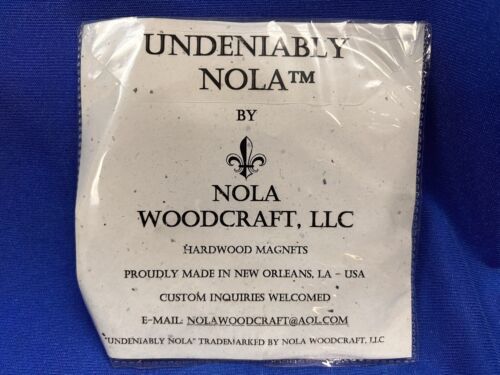 UNDENIABLY
NOLA™
BY
NOLA
WOODCRAFT, LLC
HARDWOOD MAGNETS
PROUDLY MADE IN NEW ORLEANS, LA - USA
CUSTOM INQUIRIES WELCOMED
E-MAIL: NOLAWOODCRAFT@AOL.COM
"UNDENIABLY NOLA" TRADEMARKED BY NOLA WOODCRAFT, LLC